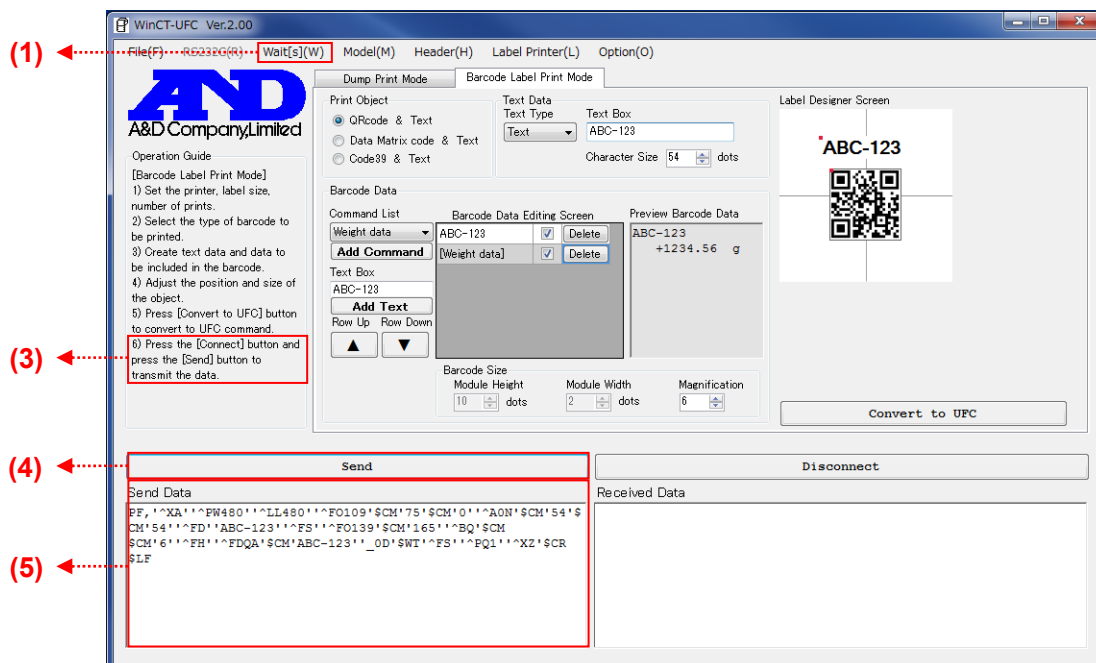 WinCT-UFC Ver.2.00
(1)
File(F) RS232C(R) Wait[s](W) Model(M) Header(H) Label Printer(L) Option(O)
AND
A&D Company,Limited
Operation Guide
[Barcode Label Print Mode]
1) Set the printer, label size,
number of prints.
2) Select the type of barcode to
be printed.
3) Create text data and data to
be included in the barcode.
4) Adjust the position and size of
the object.
5) Press [Convert to UFC] button
to convert to UFC command.
(3)
6) Press the [Connect] button and
press the [Send] button to
transmit the data.
Dump Print Mode
Barcode Label Print Mode
Print Object
QRcode & Text
Data Matrix code & Text
Code39 & Text
Text Data
Text Type
Text
Text Box
ABC-123
Character Size 54 dots
Barcode Data
Command List
Weight data
Add Command
Text Box
ABC-123
Add Text
Row Up Row Down
▲ ▼
Barcode Data Editing Screen
ABC-123 Delete
[Weight data] Delete
Preview Barcode Data
ABC-123
+1234.56 g
Barcode Size
Module Height Module Width Magnification
10 dots 2 dots 6
Label Designer Screen
ABC-123
Convert to UFC
(4)
Send
Disconnect
Send Data
(5)
PF,'^XA''^PW480''^LL480''^FO109'$CM'75'$CM'0''^A0N'$CM'54'$
CM'54''^FD''ABC-123''^FS''^FO139'$CM'165''^BQ'$CM
$CM'6''^FH''^FDQA'$CM'ABC-123''_0D'$WT'^FS''^PQ1''^XZ'$CR
$LF
Received Data